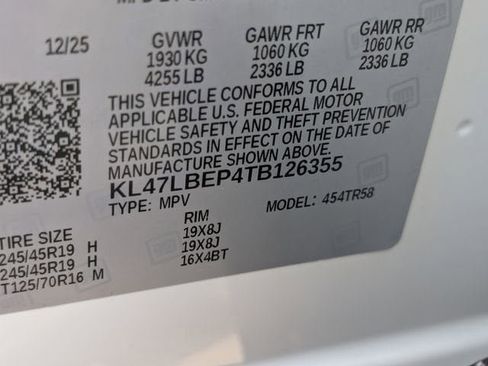 12/25 GVWR GAWR FRT GAWR RR
1930 KG 1060 KG 1060 KG
4255 LB 2336 LB 2336 LB
THIS VEHICLE CONFORMS TO ALL
APPLICABLE U.S. FEDERAL MOTOR
VEHICLE SAFETY AND THEFT PREVENTION
STANDARDS IN EFFECT ON THE DATE OF
MANUFACTURE SHOWN ABOVE.
KL47LBEP4TB126355
TYPE: MPV MODEL: 454TR58
TIRE SIZE RIM
245/45R19 H 19X8J
245/45R19 H 19X8J
T125/70R16 M 16X4BT